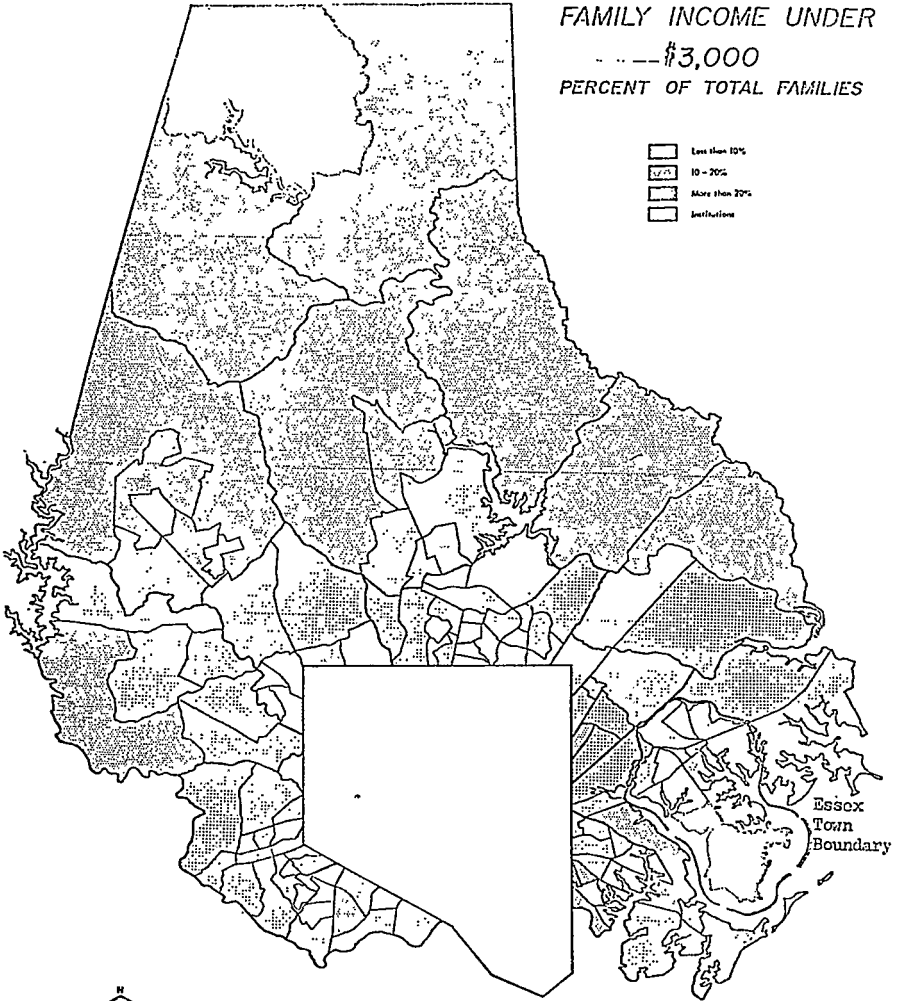 FAMILY INCOME UNDER
$3,000
PERCENT OF TOTAL FAMILIES
Less than 10%
10 - 20%
More than 20%
Institutions
Essex
Town
Boundary
N